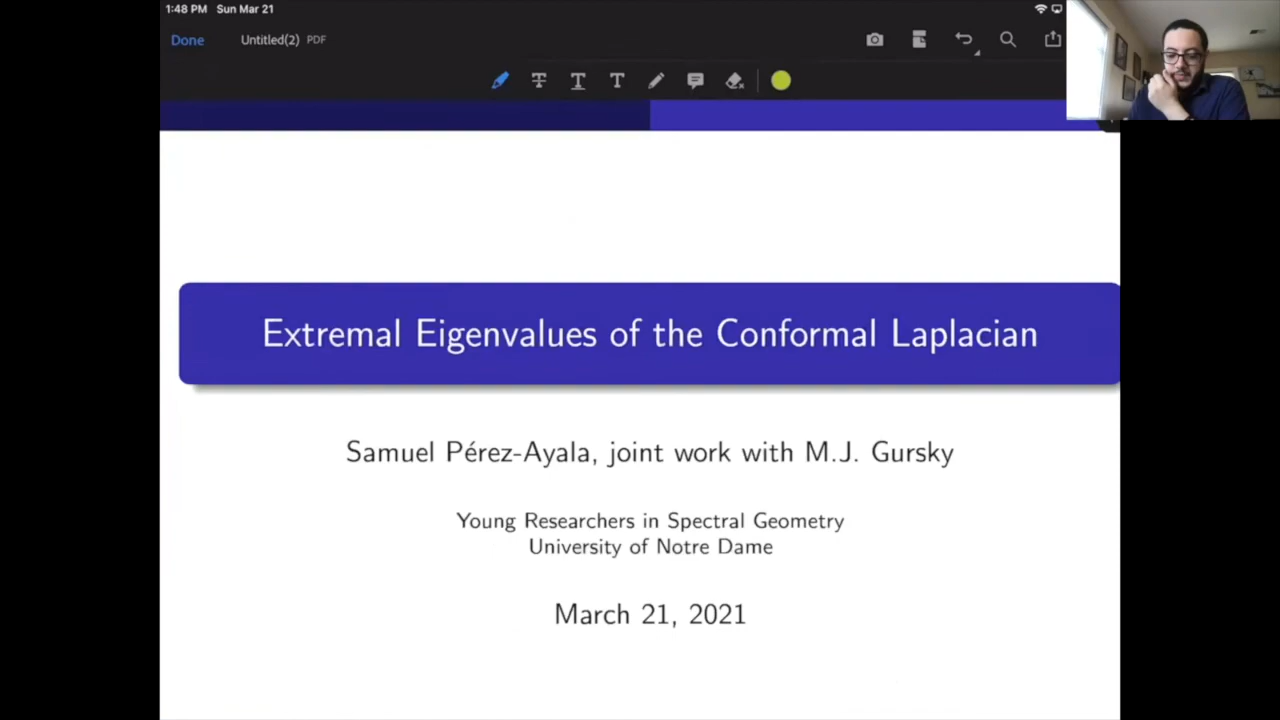 1:48 PM Sun Mar 21
Done Untitled(2) PDF
Extremal Eigenvalues of the Conformal Laplacian
Samuel Pérez-Ayala, joint work with M.J. Gursky
Young Researchers in Spectral Geometry
University of Notre Dame
March 21, 2021